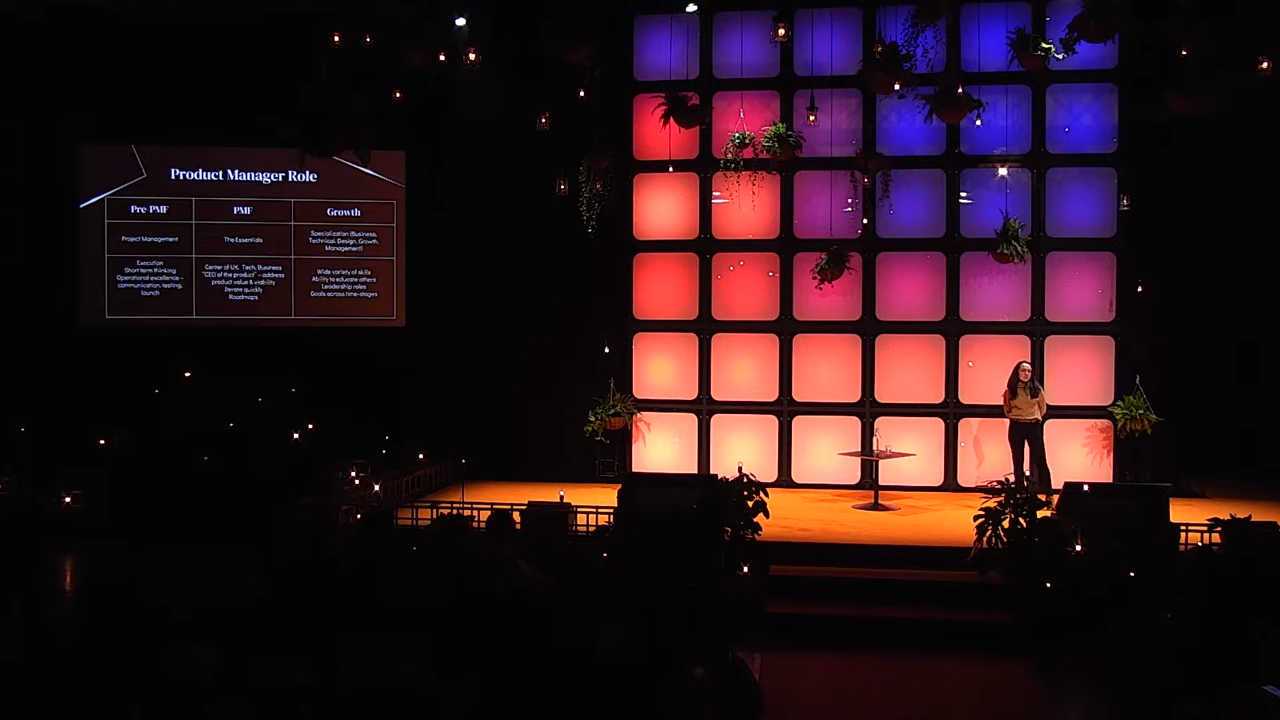 Product Manager Role
Pre-PMF
PMF
Growth
Project Management
The Essentials
Specialization (Business,
Technical, Design, Growth,
Management)
Execution
Short term thinking
Operational excellence –
communication, testing,
launch
Center of UX, Tech, Business
"CEO of the product" – address
product value & viability
Iterate quickly
Roadmaps
Wide variety of skills
Ability to educate others
Leadership roles
Goals across time-stages